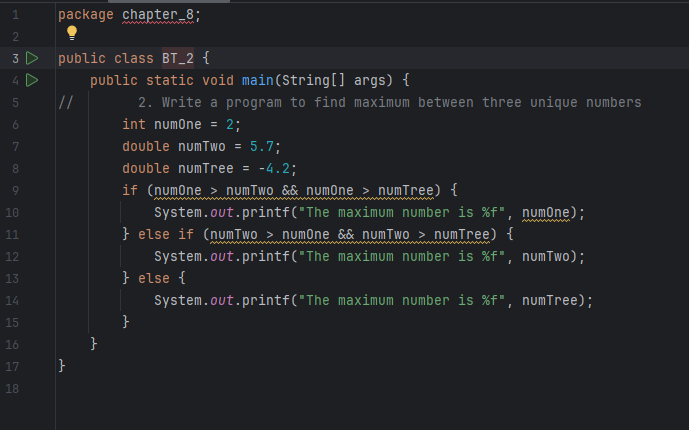 1 package chapter_8;
2
3 public class BT_2 {
4 public static void main(String[] args) {
5 // 2. Write a program to find maximum between three unique numbers
6 int numOne = 2;
7 double numTwo = 5.7;
8 double numTree = -4.2;
9 if (numOne > numTwo && numOne > numTree) {
10 System.out.printf("The maximum number is %f", numOne);
11 } else if (numTwo > numOne && numTwo > numTree) {
12 System.out.printf("The maximum number is %f", numTwo);
13 } else {
14 System.out.printf("The maximum number is %f", numTree);
15 }
16 }
17 }
18